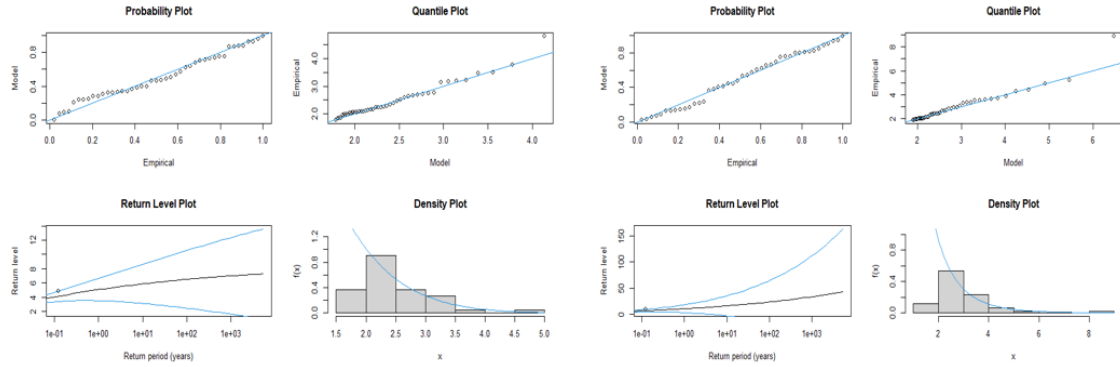 Probability Plot
Model
0.0 0.4 0.8
0.0 0.2 0.4 0.6 0.8 1.0
Empirical
Quantile Plot
Empirical
2.0 3.0 4.0
2.0 2.5 3.0 3.5 4.0
Model
Probability Plot
Model
0.0 0.4 0.8
0.0 0.2 0.4 0.6 0.8 1.0
Empirical
Quantile Plot
Empirical
2 4 6 8
2 3 4 5 6
Model
Return Level Plot
Return level
2 4 6 8 12
1e-01 1e+00 1e+01 1e+02 1e+03
Return period (years)
Density Plot
f(x)
0.0 0.4 0.8 1.2
1.5 2.0 2.5 3.0 3.5 4.0 4.5 5.0
x
Return Level Plot
Return level
0 50 100 150
1e-01 1e+00 1e+01 1e+02 1e+03
Return period (years)
Density Plot
f(x)
0.0 0.4 0.8
2 4 6 8
x